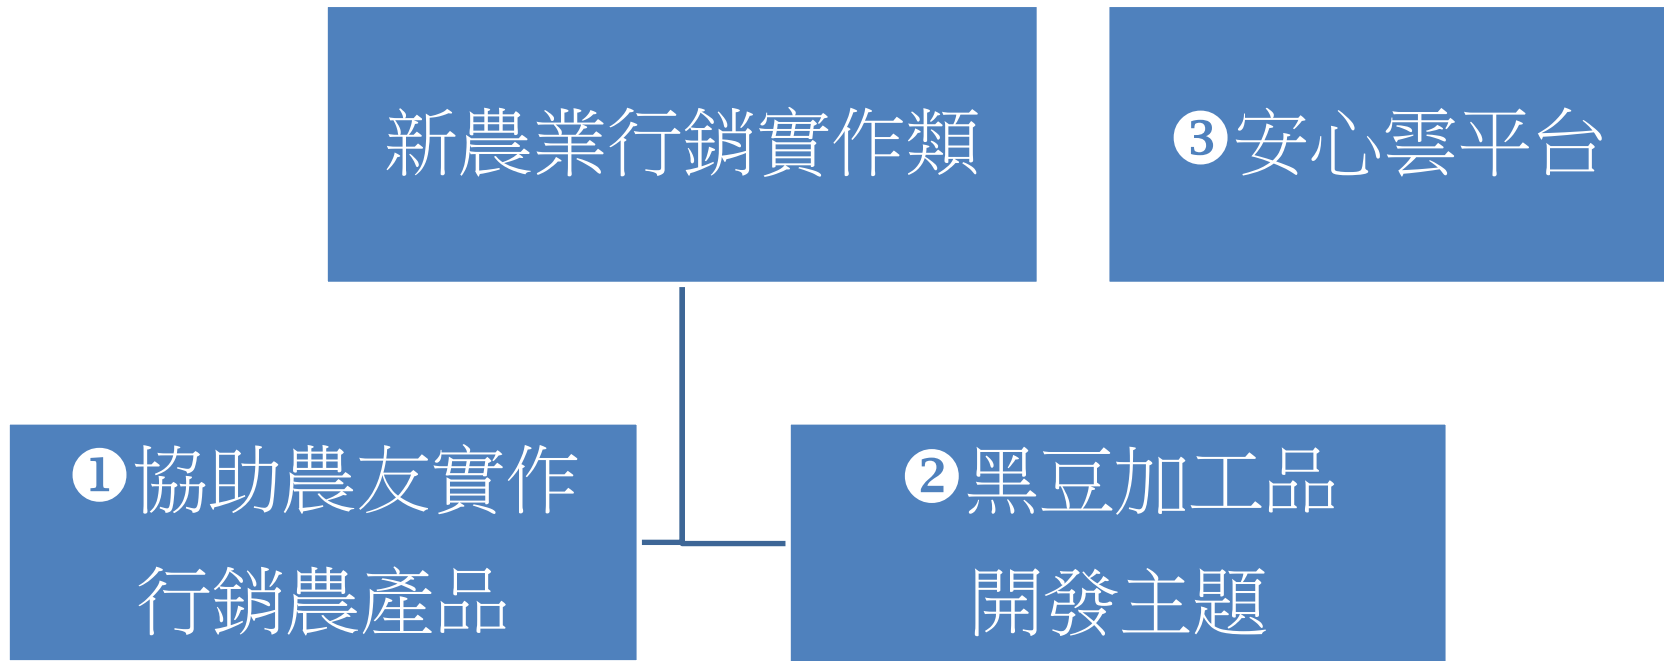 新農業行銷實作類
❸安心雲平台
❶協助農友實作
行銷農產品
❷黑豆加工品
開發主題